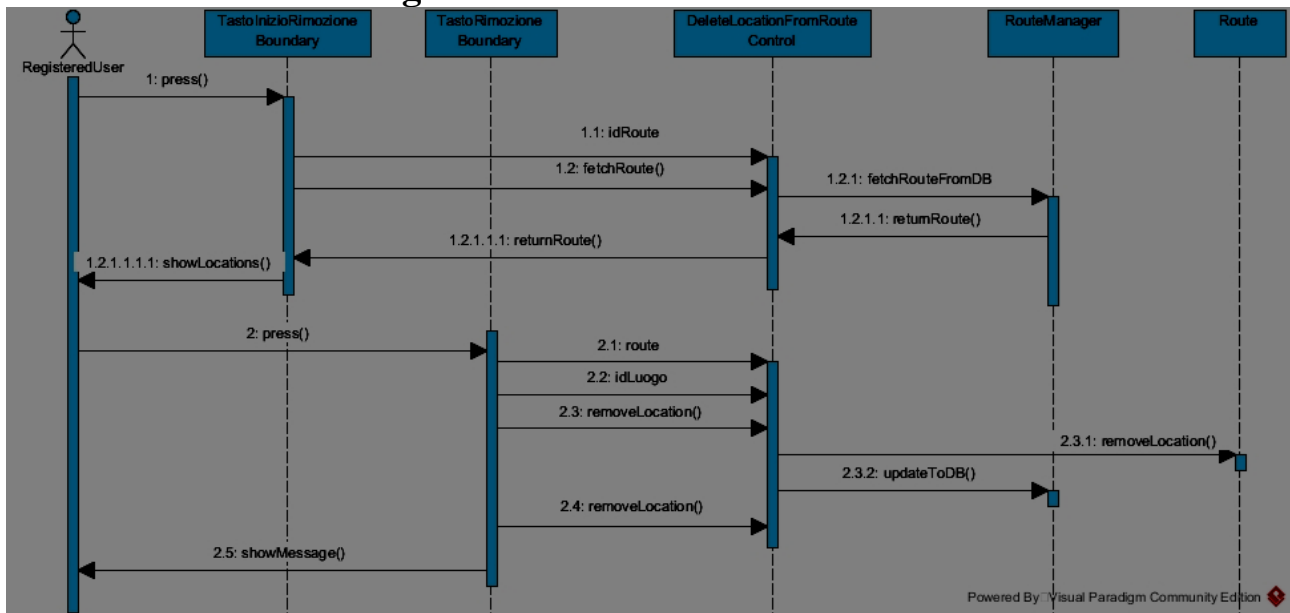 TastoInizioRimozione
Boundary
TastoRimozione
Boundary
DeleteLocationFromRoute
Control
RouteManager
Route
RegisteredUser
1: press()
1.1: idRoute
1.2: fetchRoute()
1.2.1: fetchRouteFromDB
1.2.1.1: returnRoute()
1.2.1.1.1: returnRoute()
1.2.1.1.1.1: showLocations()
2: press()
2.1: route
2.2: idLuogo
2.3: removeLocation()
2.3.1: removeLocation()
2.3.2: updateToDB()
2.4: removeLocation()
2.5: showMessage()
Powered By Visual Paradigm Community Edition